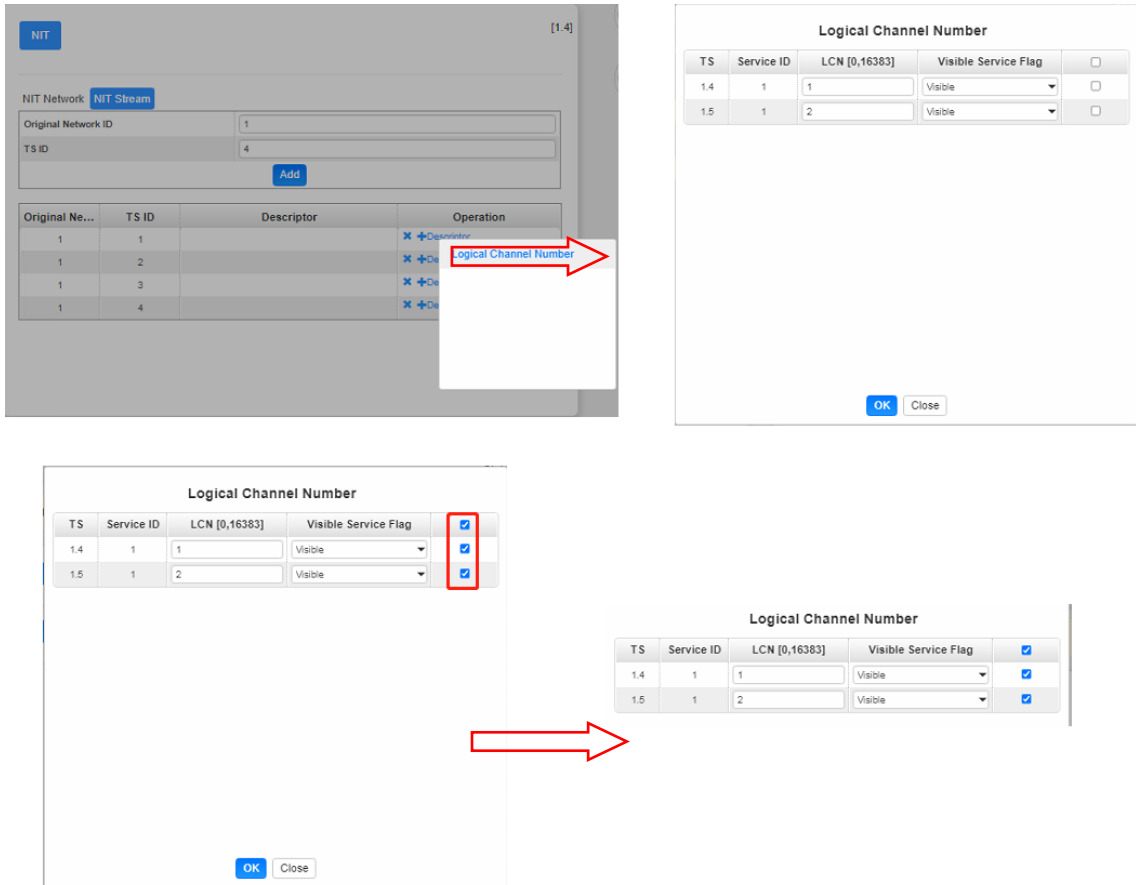 NIT [1.4]
NIT Network NIT Stream
Original Network ID 1
TS ID 4
Add
Original Ne... TS ID Descriptor Operation
1 1 Descriptor
1 2 De
1 3 De
1 4 De
Logical Channel Number
Logical Channel Number
TS Service ID LCN [0,16383] Visible Service Flag
1.4 1 1 Visible
1.5 1 2 Visible
OK Close
Logical Channel Number
TS Service ID LCN [0,16383] Visible Service Flag
1.4 1 1 Visible
1.5 1 2 Visible
OK Close
Logical Channel Number
TS Service ID LCN [0,16383] Visible Service Flag
1.4 1 1 Visible
1.5 1 2 Visible